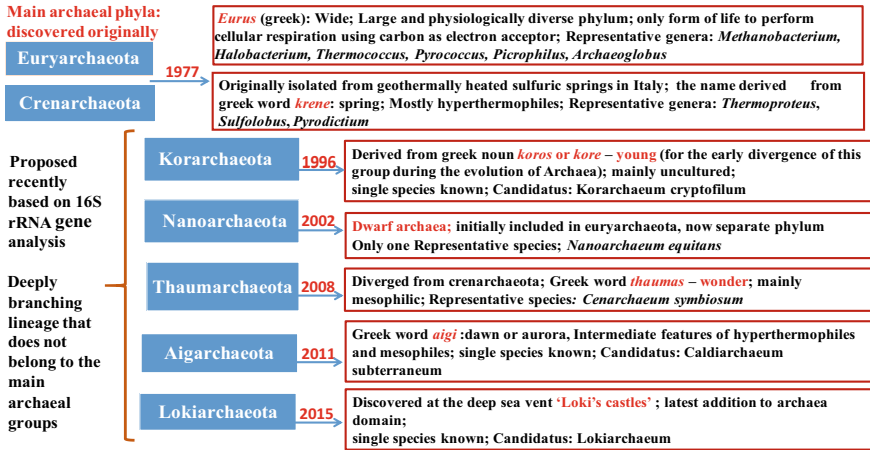 Main archaeal phyla:
discovered originally
Euryarchaeota
Crenarchaeota
1977
Eurus (greek): Wide; Large and physiologically diverse phylum; only form of life to perform
cellular respiration using carbon as electron acceptor; Representative genera: Methanobacterium,
Halobacterium, Thermococcus, Pyrococcus, Picrophilus, Archaeoglobus
Originally isolated from geothermally heated sulfuric springs in Italy; the name derived from
greek word krene: spring; Mostly hyperthermophiles; Representative genera: Thermoproteus,
Sulfolobus, Pyrodictium
Proposed
recently
based on 16S
rRNA gene
analysis
Deeply
branching
lineage that
does not
belong to the
main
archaeal
groups
Korarchaeota
1996
Derived from greek noun koros or kore – young (for the early divergence of this
group during the evolution of Archaea); mainly uncultured;
single species known; Candidatus: Korarchaeum cryptofilum
Nanoarchaeota
2002
Dwarf archaea; initially included in euryarchaeota, now separate phylum
Only one Representative species; Nanoarchaeum equitans
Thaumarchaeota
2008
Diverged from crenarchaeota; Greek word thaumas – wonder; mainly
mesophilic; Representative species: Cenarchaeum symbiosum
Aigarchaeota
2011
Greek word aigi :dawn or aurora, Intermediate features of hyperthermophiles
and mesophiles; single species known; Candidatus: Caldiarchaeum
subterraneum
Lokiarchaeota
2015
Discovered at the deep sea vent ‘Loki’s castles’ ; latest addition to archaea
domain;
single species known; Candidatus: Lokiarchaeum